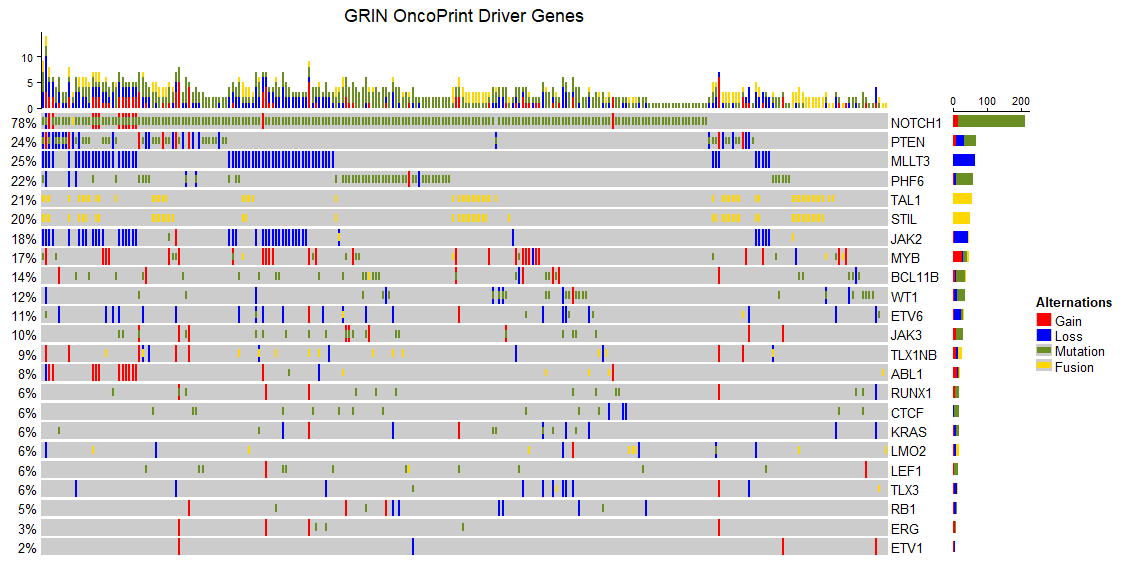 GRIN OncoPrint Driver Genes
10
5
0
0 100 200
78% NOTCH1
24% PTEN
25% MLLT3
22% PHF6
21% TAL1
20% STIL
18% JAK2
17% MYB
14% BCL11B
12% WT1
11% ETV6
10% JAK3
9% TLX1NB
8% ABL1
6% RUNX1
6% CTCF
6% KRAS
6% LMO2
6% LEF1
6% TLX3
5% RB1
3% ERG
2% ETV1
Alternations
Gain
Loss
Mutation
Fusion